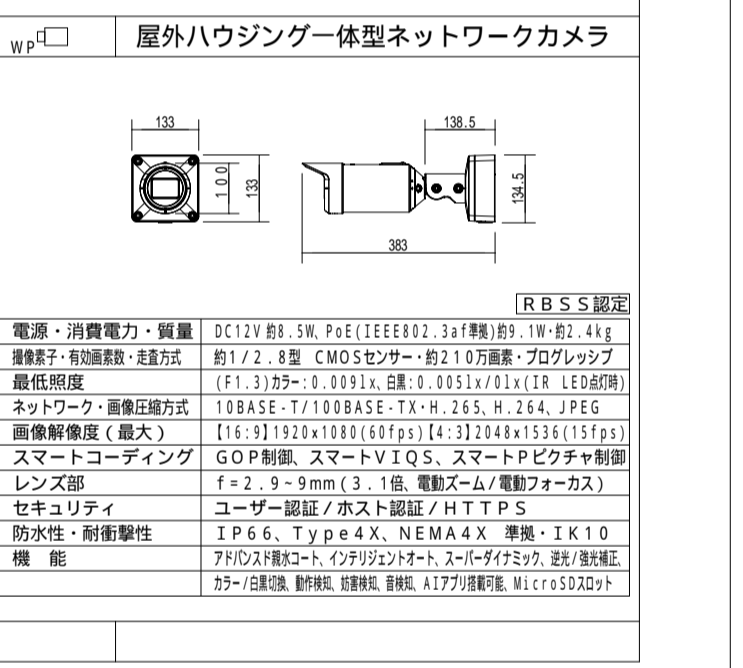 WP 屋外ハウジング一体型ネットワークカメラ
133
138.5
100
133
134.5
383
RBSS認定
電源・消費電力・質量 DC12V 約8.5W、PoE(IEEE802.3af準拠)約9.1W・約2.4kg
撮像素子・有効画素数・走査方式 約1/2.8型 CMOSセンサー・約210万画素・プログレッシブ
最低照度 (F1.3)カラー:0.009lx、白黒:0.005lx/0lx(IR LED点灯時)
ネットワーク・画像圧縮方式 10BASE-T/100BASE-TX・H.265、H.264、JPEG
画像解像度(最大) 【16:9】1920x1080(60fps)【4:3】2048x1536(15fps)
スマートコーディング GOP制御、スマートVIQS、スマートPピクチャ制御
レンズ部 f=2.9~9mm(3.1倍、電動ズーム/電動フォーカス)
セキュリティ ユーザー認証/ホスト認証/HTTPS
防水性・耐衝撃性 IP66、Type4X、NEMA4X 準拠・IK10
機 能 アドバンスド親水コート、インテリジェントオート、スーパーダイナミック、逆光/強光補正、
カラー/白黒切換、動作検知、妨害検知、音検知、AIアプリ搭載可能、MicroSDスロット